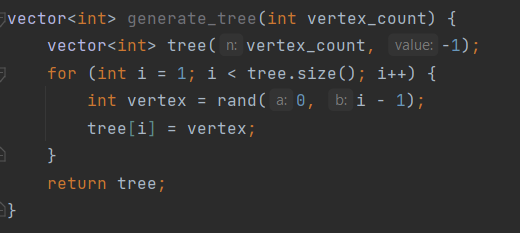 vector<int> generate_tree(int vertex_count) {
    vector<int> tree( n: vertex_count, value: -1);
    for (int i = 1; i < tree.size(); i++) {
        int vertex = rand( a: 0, b: i - 1);
        tree[i] = vertex;
    }
    return tree;
}